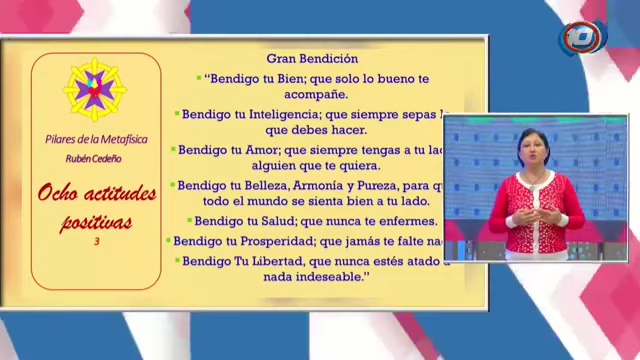 10
Gran Bendición
“Bendigo tu Bien; que solo lo bueno te
acompañe.
Bendigo tu Inteligencia; que siempre sepas l
que debes hacer.
Bendigo tu Amor; que siempre tengas a tu lad
alguien que te quiera.
Bendigo tu Belleza, Armonía y Pureza, para qu
todo el mundo se sienta bien a tu lado.
Bendigo tu Salud; que nunca te enfermes.
Bendigo tu Prosperidad; que jamás te falte na
Bendigo Tu Libertad, que nunca estés atado a
nada indeseable.”
Pilares de la Metafísica
Rubén Cedeño
Ocho actitudes
positivas
3